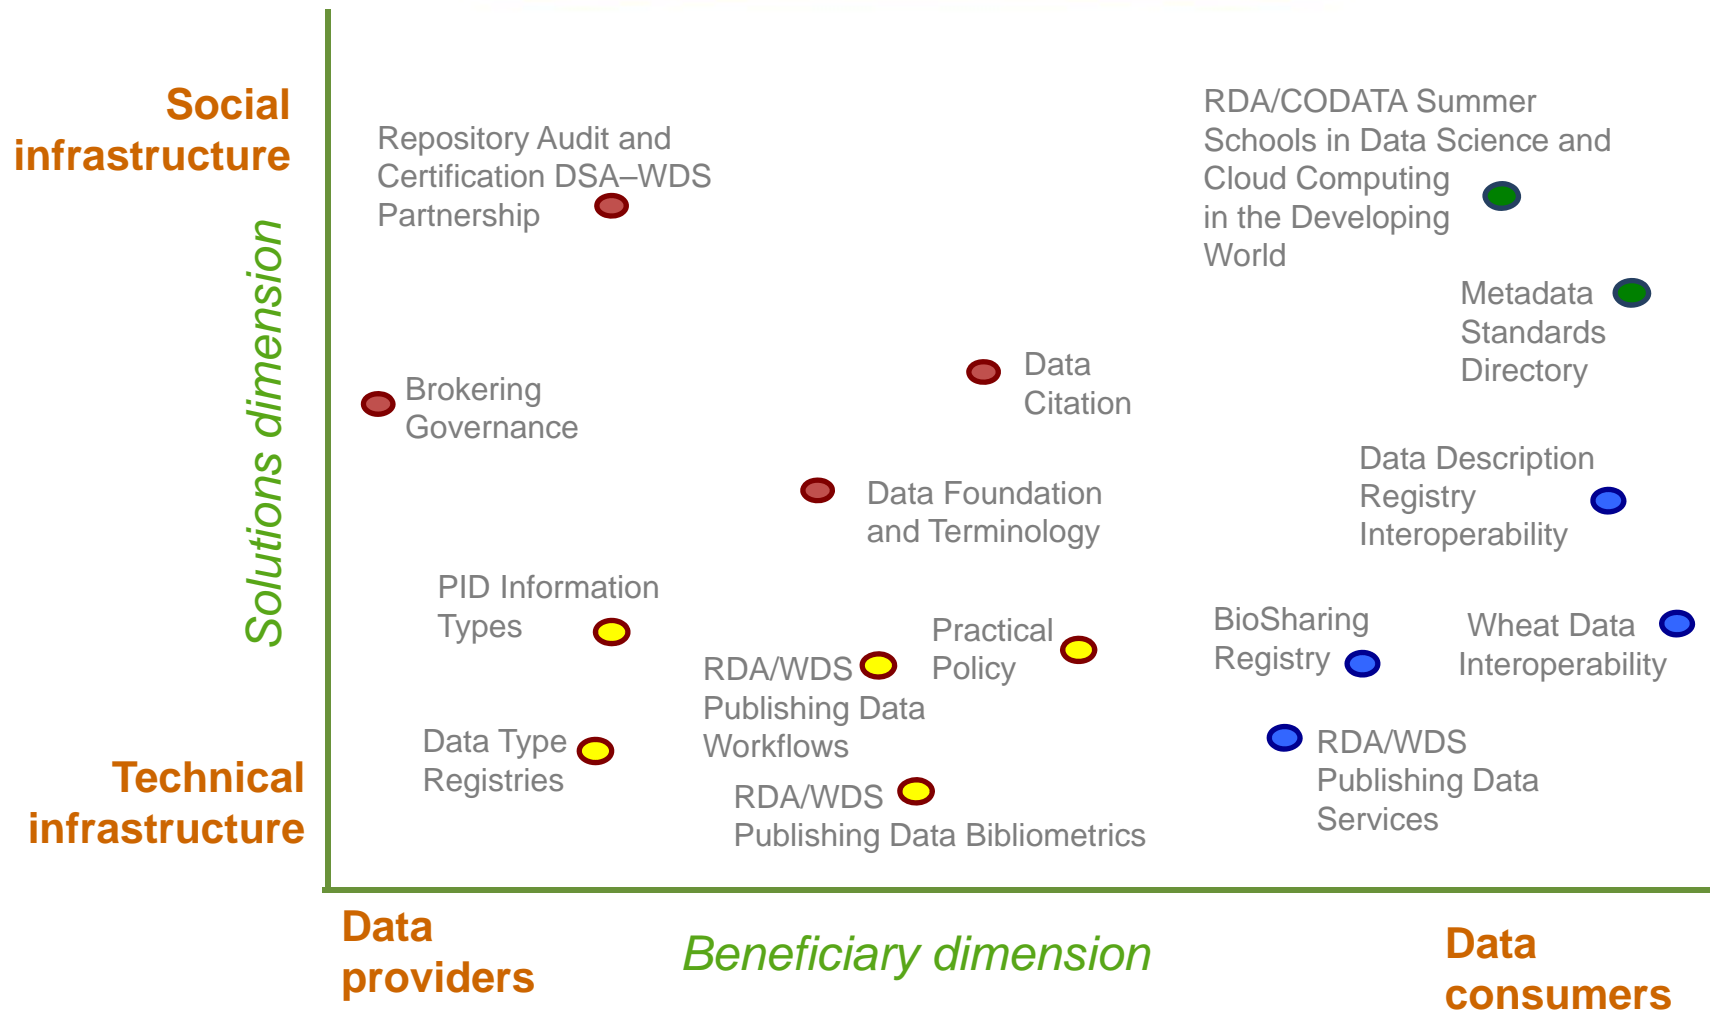 Social
infrastructure
Solutions dimension
Technical
infrastructure
Repository Audit and
Certification DSA–WDS
Partnership
RDA/CODATA Summer
Schools in Data Science and
Cloud Computing
in the Developing
World
Metadata
Standards
Directory
Brokering
Governance
Data
Citation
Data Foundation
and Terminology
Data Description
Registry
Interoperability
PID Information
Types
RDA/WDS
Publishing Data
Workflows
Practical
Policy
BioSharing
Registry
Wheat Data
Interoperability
Data Type
Registries
RDA/WDS
Publishing Data Bibliometrics
RDA/WDS
Publishing Data
Services
Data
providers
Beneficiary dimension
Data
consumers